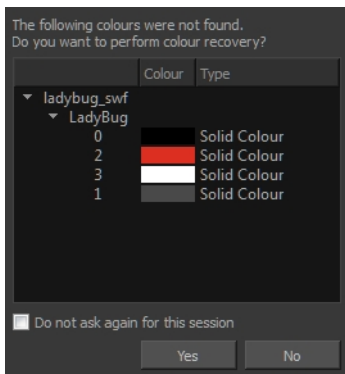 The following colours were not found.
Do you want to perform colour recovery?
Colour Type
ladybug_swf
LadyBug
0 Solid Colour
2 Solid Colour
3 Solid Colour
1 Solid Colour
Do not ask again for this session
Yes No